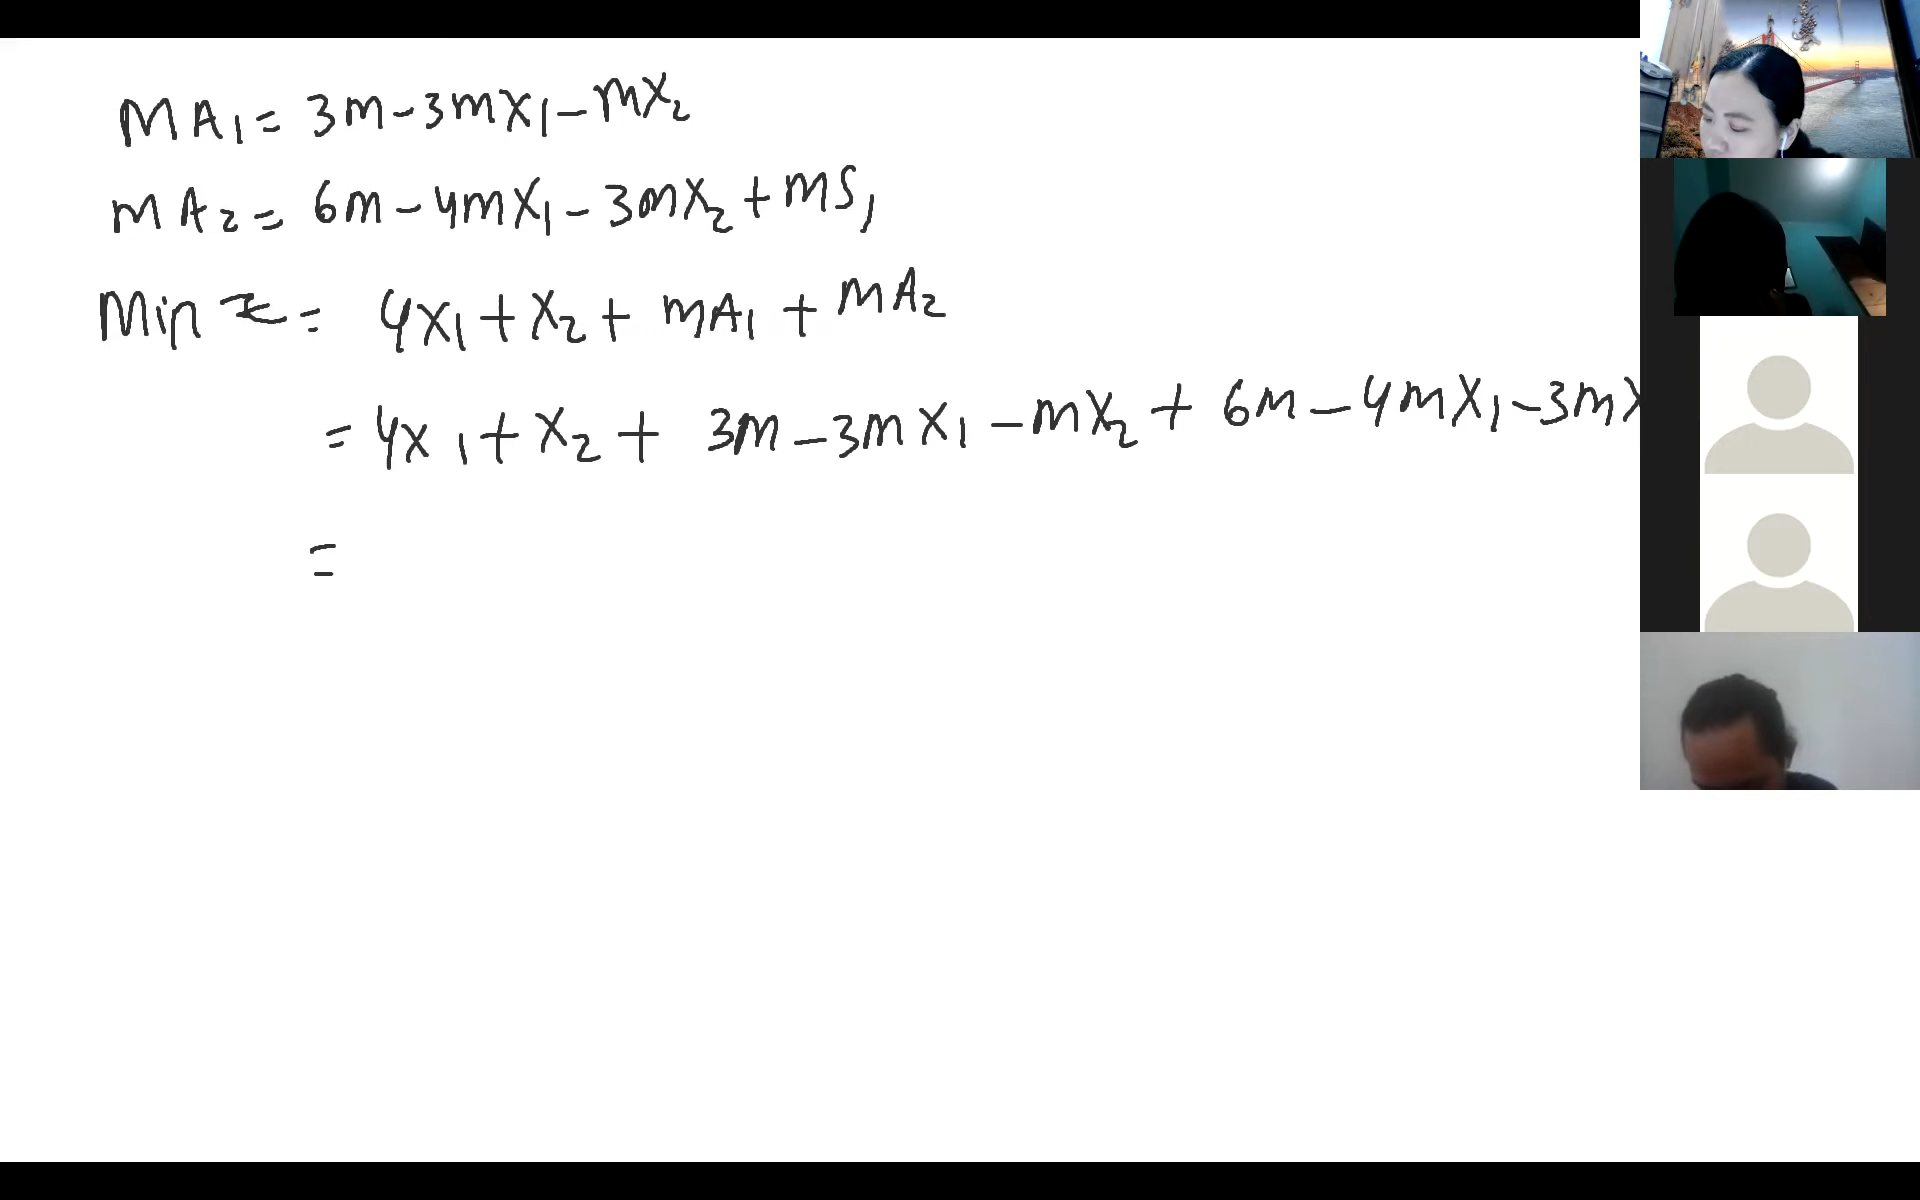 MA₁ = 3M - 3MX₁ - MX₂
MA₂ = 6M - 4MX₁ - 3MX₂ + MS₁
Min Z = 4X₁ + X₂ + MA₁ + MA₂
= 4X₁ + X₂ + 3M - 3MX₁ - MX₂ + 6M - 4MX₁ - 3MX
=